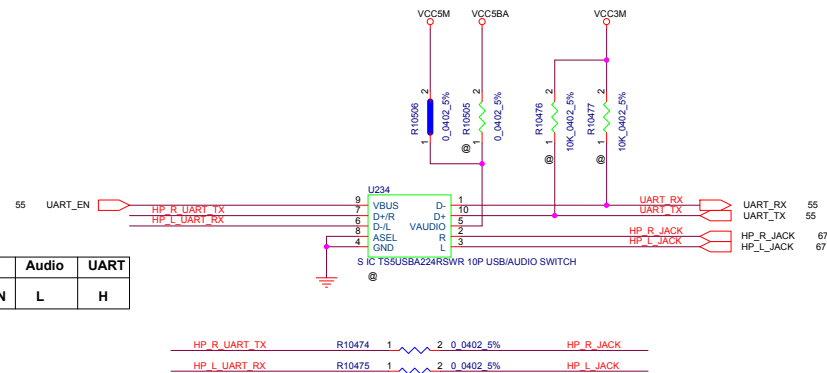 VCC5M VCC5BA VCC3M
R10506 1 2 0_0402_5%
R10505 1 2 0_0402_5%
@
R10476 1 2 10K_0402_5%
@
R10477 1 2 10K_0402_5%
@
U234
55 UART_EN 9 VBUS D- 1 UART_RX UART_RX 55
HP_R_UART_TX 7 D+/R D+ 10 UART_TX UART_TX 55
HP_L_UART_RX 6 D-/L VAUDIO 5
8 ASEL R 2 HP_R_JACK HP_R_JACK 67
4 GND L 3 HP_L_JACK HP_L_JACK 67
S IC TS5USBA224RSWR 10P USB/AUDIO SWITCH
@
Audio UART
N L H
HP_R_UART_TX R10474 1 2 0_0402_5% HP_R_JACK
HP_L_UART_RX R10475 1 2 0_0402_5% HP_L_JACK